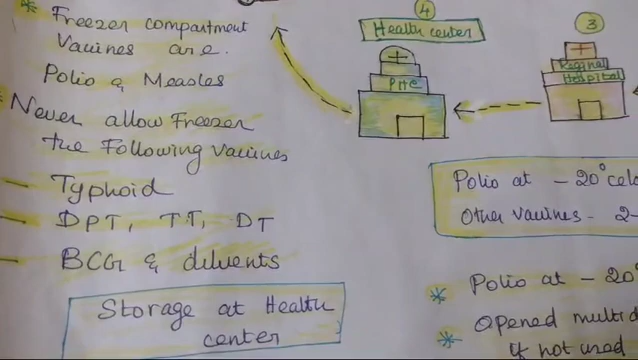 * Freezer compartment
Vaccines are.
Polio & Measles
Never allow Freezer
the Following vaccines
– Typhoid
– DPT, TT, DT
– BCG & diluents
Storage at Health
center
4
Health center
PHC
3
Reginal
Hospital
Polio at – 20°cel
Other vaccines – 2–
* Polio at – 20°
* Opened multi d
if not used